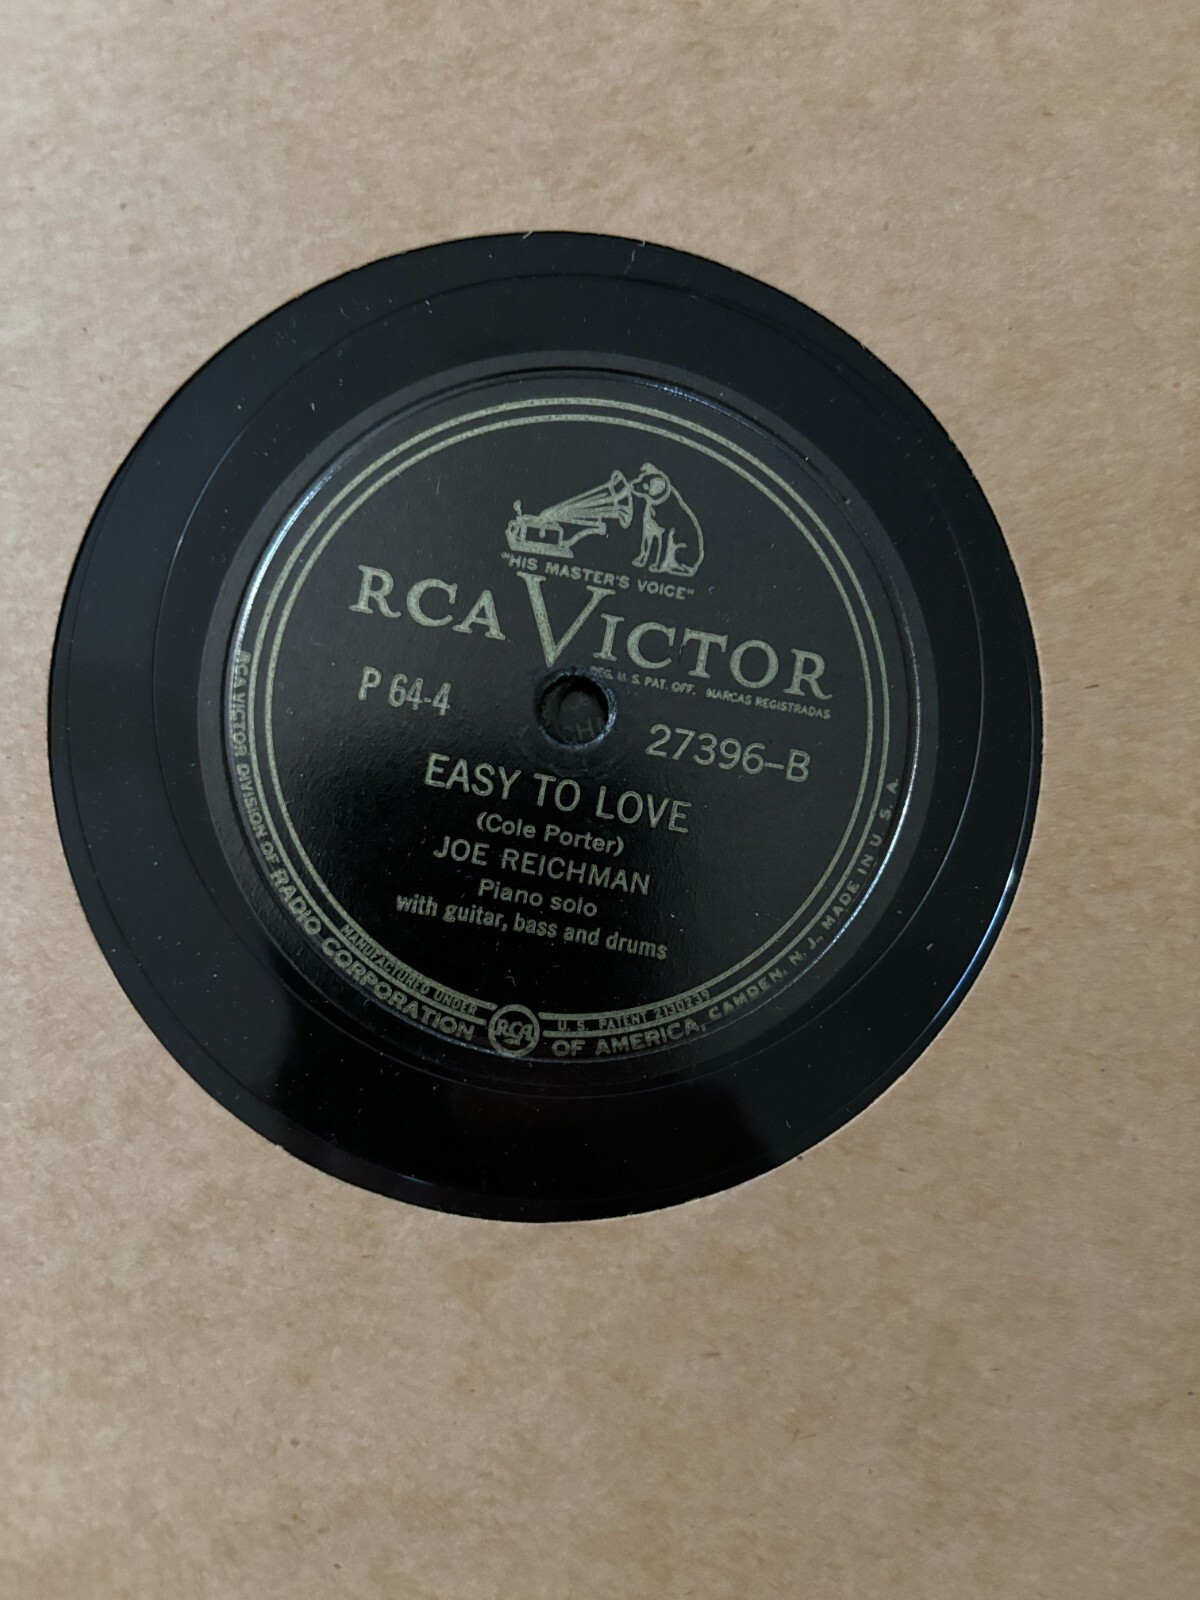 "HIS MASTER'S VOICE"
RCA VICTOR
REG. U. S. PAT. OFF. MARCAS REGISTRADAS
P 64-4
27396-B
EASY TO LOVE
(Cole Porter)
JOE REICHMAN
Piano solo
with guitar, bass and drums
MANUFACTURED UNDER RCA U. S. PATENT 2130239
RCA VICTOR DIVISION OF RADIO CORPORATION OF AMERICA, CAMDEN, N. J., MADE IN U. S. A.